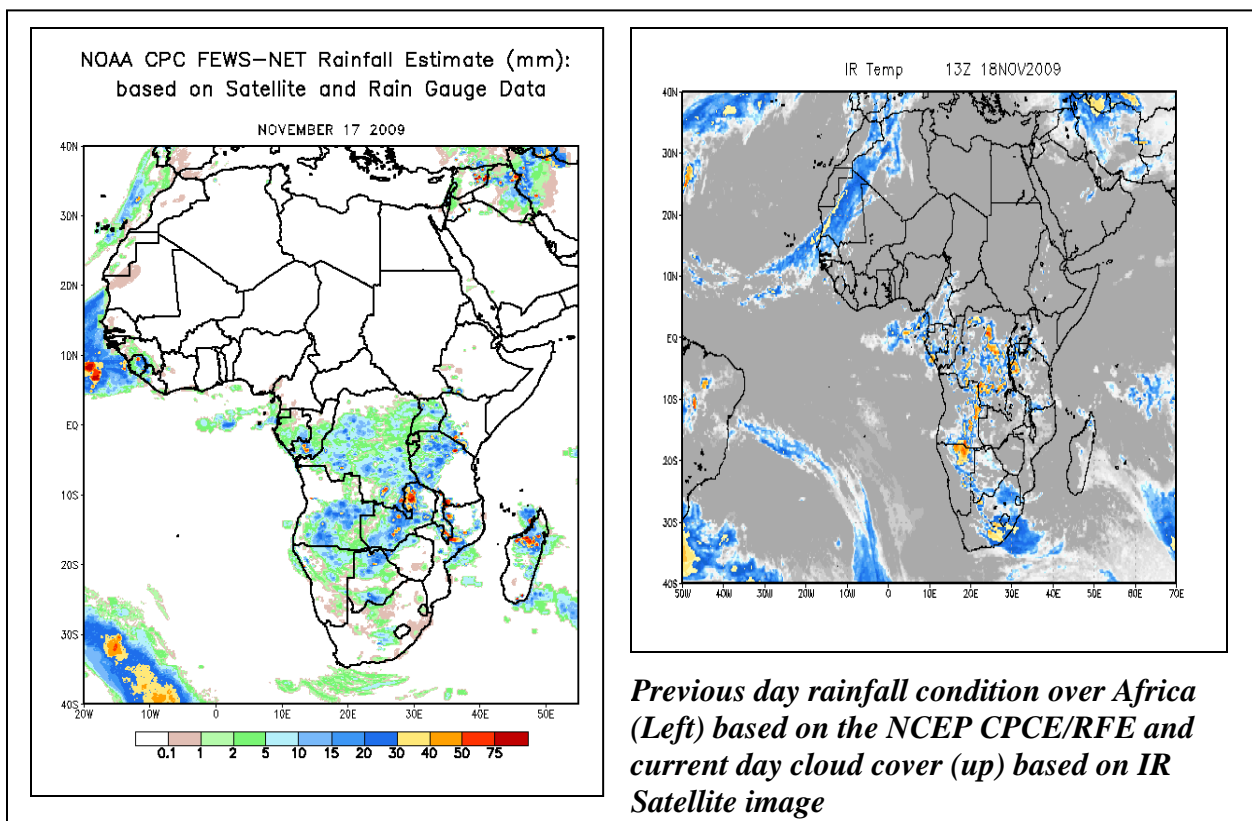 NOAA CPC FEWS-NET Rainfall Estimate (mm):
based on Satellite and Rain Gauge Data
NOVEMBER 17 2009
40N
30N
20N
10N
EQ
10S
20S
30S
40S
20W 10W 0 10E 20E 30E 40E 50E
0.1 1 2 5 10 15 20 30 40 50 75
IR Temp 13Z 18NOV2009
40N
30N
20N
10N
EQ
10S
20S
30S
40S
50W 40W 30W 20W 10W 0 10E 20E 30E 40E 50E 60E 70E
Previous day rainfall condition over Africa
(Left) based on the NCEP CPCE/RFE and
current day cloud cover (up) based on IR
Satellite image